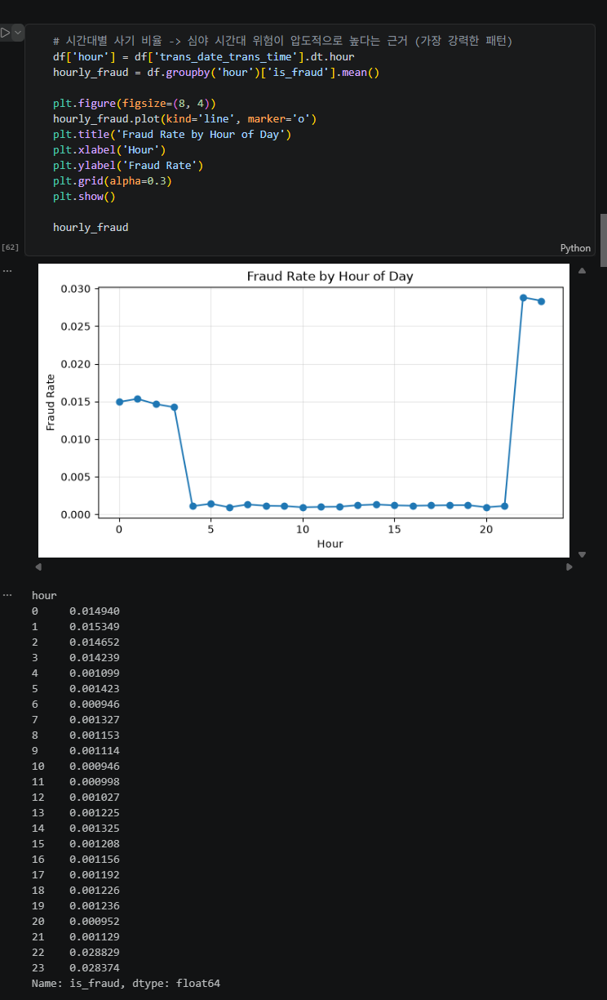 # 시간대별 사기 비율 -> 심야 시간대 위험이 압도적으로 높다는 근거 (가장 강력한 패턴)
df['hour'] = df['trans_date_trans_time'].dt.hour
hourly_fraud = df.groupby('hour')['is_fraud'].mean()
plt.figure(figsize=(8, 4))
hourly_fraud.plot(kind='line', marker='o')
plt.title('Fraud Rate by Hour of Day')
plt.xlabel('Hour')
plt.ylabel('Fraud Rate')
plt.grid(alpha=0.3)
plt.show()
hourly_fraud
[62]
Python
...
Fraud Rate by Hour of Day
0.030
0.025
0.020
0.015
0.010
0.005
0.000
Fraud Rate
0 5 10 15 20
Hour
...
hour
0 0.014940
1 0.015349
2 0.014652
3 0.014239
4 0.001099
5 0.001423
6 0.000946
7 0.001327
8 0.001153
9 0.001114
10 0.000946
11 0.000998
12 0.001027
13 0.001225
14 0.001325
15 0.001208
16 0.001156
17 0.001192
18 0.001226
19 0.001236
20 0.000952
21 0.001129
22 0.028829
23 0.028374
Name: is_fraud, dtype: float64